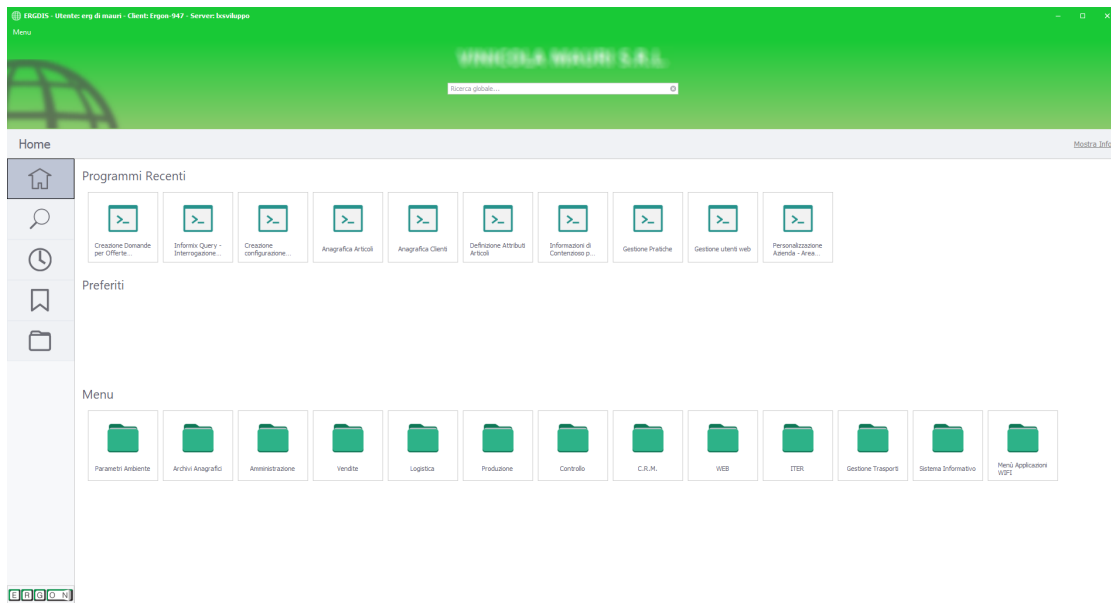 ERGDIS - Utente: erg di mauri - Client: Ergon-947 - Server: lxsviluppo
Menu
VINICOLA MAURI S.R.L.
Ricerca globale...
Home
Mostra Info
Programmi Recenti
Creazione Domande
per Offerte...
Informix Query -
Interrogazione...
Creazione
configurazione...
Anagrafica Articoli
Anagrafica Clienti
Definizione Attributi
Articoli
Informazioni di
Contenzioso p...
Gestione Pratiche
Gestione utenti web
Personalizzazione
Azienda - Area...
Preferiti
Menu
Parametri Ambiente
Archivi Anagrafici
Amministrazione
Vendite
Logistica
Produzione
Controllo
C.R.M.
WEB
ITER
Gestione Trasporti
Sistema Informativo
Menù Applicazioni
WIFI
ERGON